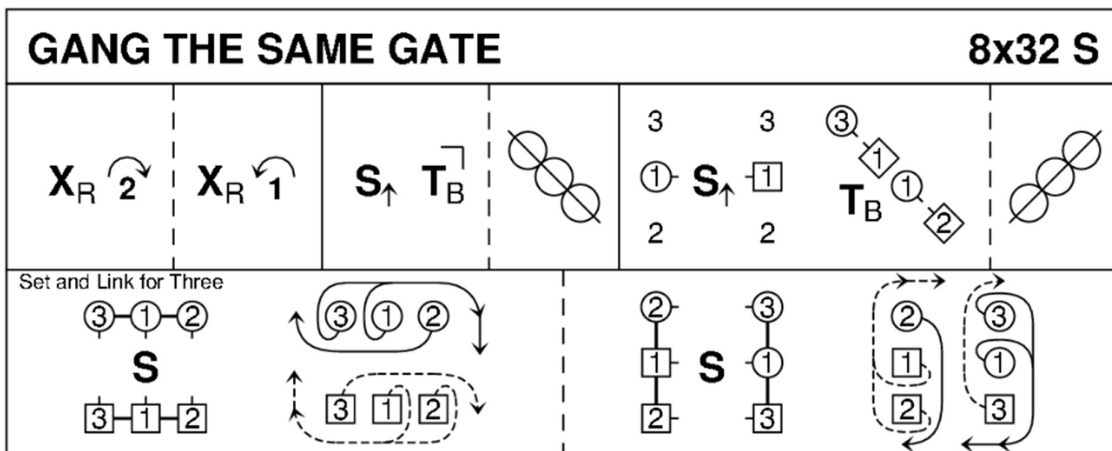 GANG THE SAME GATE 8x32 S
XR 2 XR 1 S TB
3 3 3
1 S 1 1 1
2 2 TB 2
Set and Link for Three
3 1 2 3 1 2 2 3 2 3
S 1 S 1 1 1
3 1 2 3 1 2 2 3 2 3